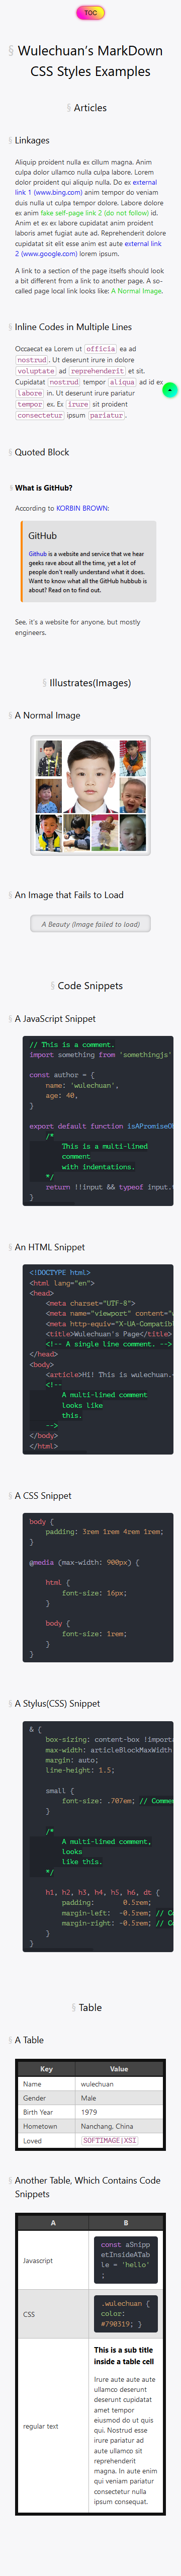 TOC
§ Wulechuan's MarkDown
CSS Styles Examples
§ Articles
§ Linkages
Aliquip proident nulla ex cillum magna. Anim
culpa dolor ullamco nulla culpa labore. Lorem
dolor proident qui aliquip nulla. Do ex external
link 1 (www.bing.com) anim tempor do veniam
duis nulla ut culpa tempor dolore. Labore dolore
ex anim fake self-page link 2 (do not follow) id.
Anim et ex ex labore cupidatat anim proident
laboris amet fugiat aute ad. Reprehenderit dolore
cupidatat sit elit esse anim est aute external link
2 (www.google.com) lorem ipsum.
A link to a section of the page itself should look
a bit different from a link to another page. A so-
called page local link looks like: A Normal Image.
§ Inline Codes in Multiple Lines
Occaecat ea Lorem ut officia ea ad
nostrud. Ut deserunt irure in dolore
voluptate ad reprehenderit et sit.
Cupidatat nostrud tempor aliqua ad id ex
labore in. Ut deserunt irure pariatur
tempor ex. Ex irure sit proident
consectetur ipsum pariatur.
§ Quoted Block
§ What is GitHub?
According to KORBIN BROWN:
GitHub
Github is a website and service that we hear
geeks rave about all the time, yet a lot of
people don't really understand what it does.
Want to know what the GitHub hubbub is
about? Read on to find out.
See, it's a website for anyone, but mostly
engineers.
§ Illustrates(Images)
§ A Normal Image
§ An Image that Fails to Load
A Beauty (Image failed to load)
§ Code Snippets
§ A JavaScript Snippet
// This is a comment.
import something from 'somethingjs'
const author = {
name: 'wulechuan',
age: 40,
}
export default function isAPromiseOb
/*
This is a multi-lined
comment
with indentations.
*/
return !!input && typeof input.
}
§ An HTML Snippet
<!DOCTYPE html>
<html lang="en">
<head>
<meta charset="UTF-8">
<meta name="viewport" content="
<meta http-equiv="X-UA-Compatibl
<title>Wulechuan's Page</title>
<!-- A single line comment. -->
</head>
<body>
<article>Hi! This is wulechuan.
<!--
A multi-lined comment
looks like
this.
-->
</body>
</html>
§ A CSS Snippet
body {
padding: 3rem 1rem 4rem 1rem;
}
@media (max-width: 900px) {
html {
font-size: 16px;
}
body {
font-size: 1rem;
}
}
§ A Stylus(CSS) Snippet
& {
box-sizing: content-box !importa
max-width: articleBlockMaxWidth
margin: auto;
line-height: 1.5;
small {
font-size: .707em; // Comme
}
/*
A multi-lined comment,
looks
like this.
*/
h1, h2, h3, h4, h5, h6, dt {
padding: 0.5rem;
margin-left: -0.5rem; // Co
margin-right: -0.5rem; // Co
}
}
§ Table
§ A Table
Key Value
Name wulechuan
Gender Male
Birth Year 1979
Hometown Nanchang, China
Loved SOFTIMAGE|XSI
§ Another Table, Which Contains Code
Snippets
A B
Javascript
const aSnipp
etInsideATab
le = 'hello'
;
CSS
.wulechuan {
color:
#790319; }
regular text
This is a sub title
inside a table cell
Irure aute aute aute
ullamco deserunt
deserunt cupidatat
amet tempor
eiusmod do ut quis
qui. Nostrud esse
irure pariatur ad
aute ullamco sit
reprehenderit
magna. In aute enim
qui veniam pariatur
consectetur nulla
ipsum consequat.